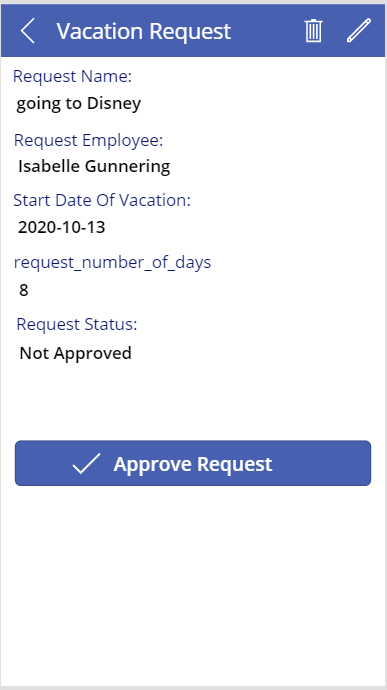 Vacation Request
Request Name:
going to Disney
Request Employee:
Isabelle Gunnering
Start Date Of Vacation:
2020-10-13
request_number_of_days
8
Request Status:
Not Approved
Approve Request